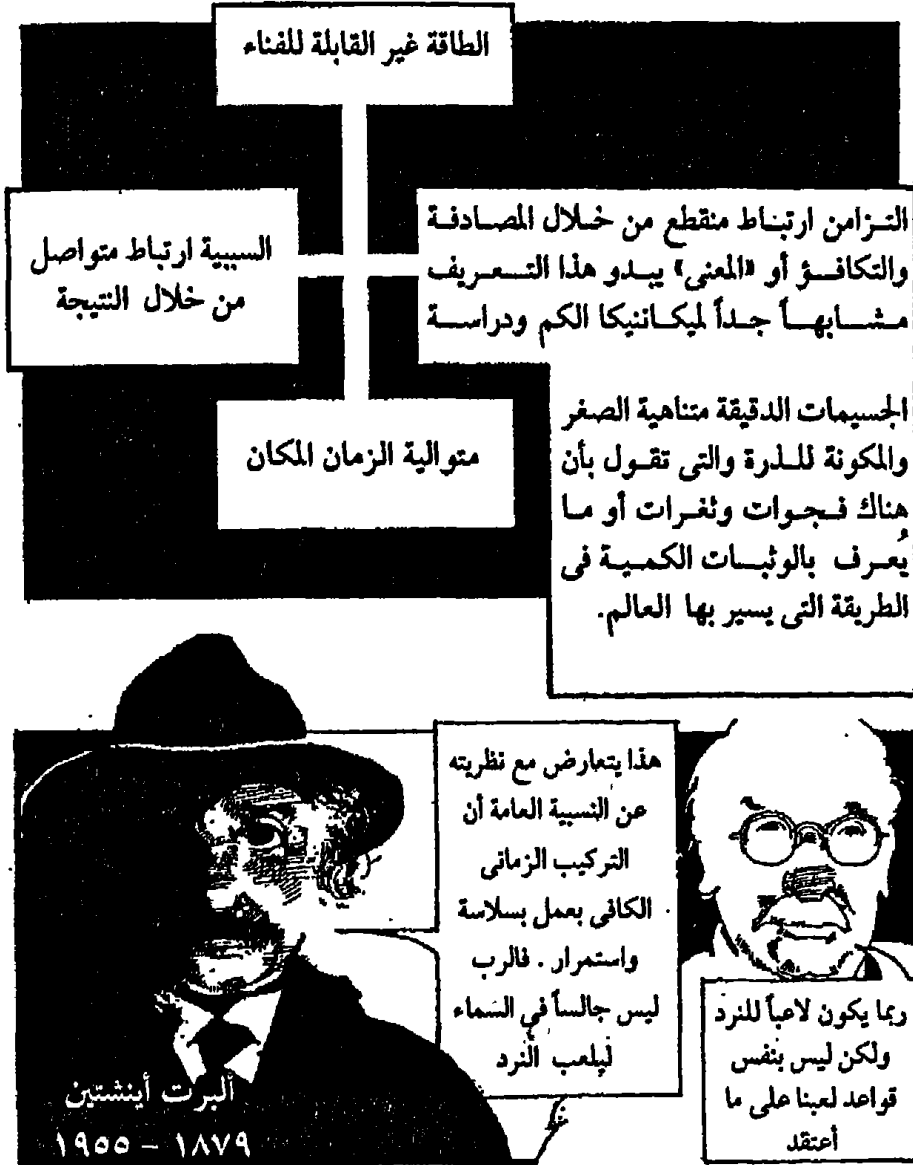 الطاقة غير القابلة للفناء
السببية ارتباط متواصل
من خلال النتيجة
التزامن ارتباط منقطع من خلال المصادفة
والتكافؤ أو «المعنى» يبدو هذا التعريف
مشابهاً جداً لميكاننيكا الكم ودراسة
متوالية الزمان المكان
الجسيمات الدقيقة متناهية الصغر
والمكونة للذرة والتى تقول بأن
هناك فجوات وثغرات أو ما
يُعرف بالوثبات الكمية فى
الطريقة التى يسير بها العالم.
هذا يتعارض مع نظريته
عن النسبية العامة أن
التركيب الزمانى
الكافى بعمل بسلاسة
واستمرار . فالرب
ليس جالساً في السماء
ليلعب النرد
ربما يكون لاعباً للنرد
ولكن ليس بنفس
قواعد لعبنا على ما
أعتقد
ألبرت أينشتين
١٨٧٩ – ١٩٥٥